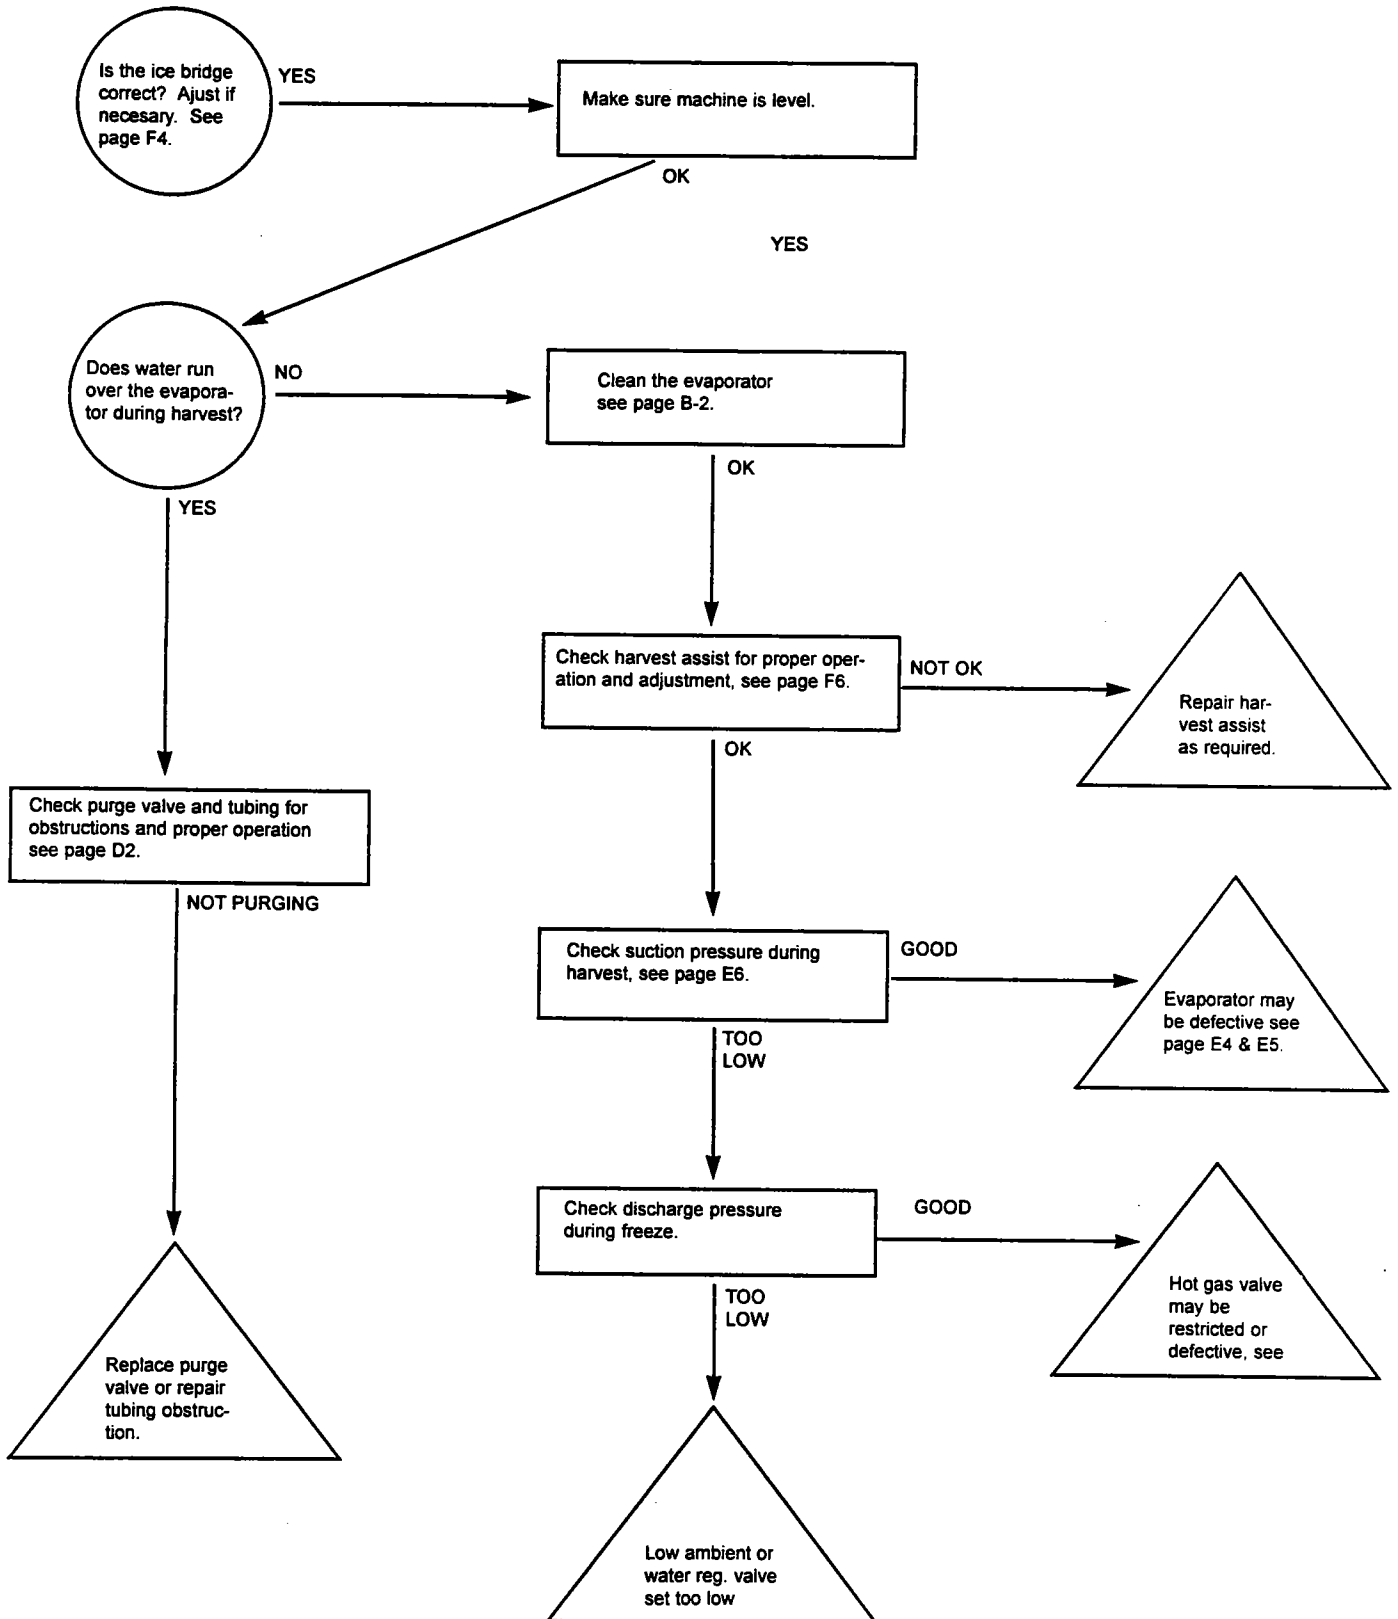 Is the ice bridge
correct? Ajust if
necesary. See
page F4.
YES
Make sure machine is level.
OK
YES
Does water run
over the evapora-
tor during harvest?
NO
Clean the evaporator
see page B-2.
OK
YES
Check harvest assist for proper oper-
ation and adjustment, see page F6.
NOT OK
Repair har-
vest assist
as required.
OK
Check purge valve and tubing for
obstructions and proper operation
see page D2.
NOT PURGING
Check suction pressure during
harvest, see page E6.
GOOD
Evaporator may
be defective see
page E4 & E5.
TOO
LOW
Check discharge pressure
during freeze.
GOOD
Hot gas valve
may be
restricted or
defective, see
TOO
LOW
Replace purge
valve or repair
tubing obstruc-
tion.
Low ambient or
water reg. valve
set too low